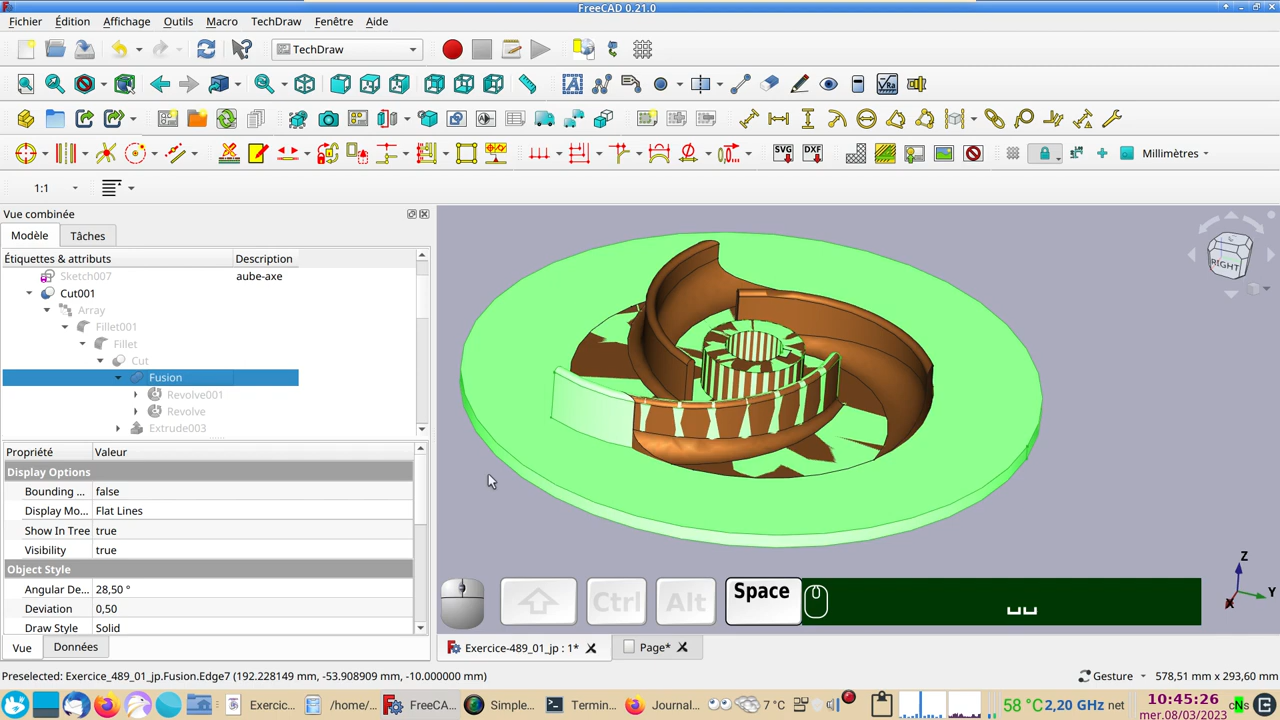 FreeCAD 0.21.0
Fichier Édition Affichage Outils Macro TechDraw Fenêtre Aide
TechDraw
SVG DXF Millimètres
1:1
Vue combinée
Modèle Tâches
Étiquettes & attributs Description
Sketch007 aube-axe
Cut001
Array
Fillet001
Fillet
Cut
Fusion
Revolve001
Revolve
Extrude003
Propriété Valeur
Display Options
Bounding ... false
Display Mo... Flat Lines
Show In Tree true
Visibility true
Object Style
Angular De... 28,50 °
Deviation 0,50
Draw Style Solid
Vue Données
RIGHT
Z
Y
X
Ctrl Alt Space
Exercice-489_01_jp : 1* Page*
Preselected: Exercice_489_01_jp.Fusion.Edge7 (192.228149 mm, -53.908909 mm, -10.000000 mm) Gesture 578,51 mm x 293,60 mm
Exercic... /home/... FreeCA... Simple... Termin... Journal... 7 °C 58 °C 2,20 GHz net 10:45:26
mer.08/03/2023